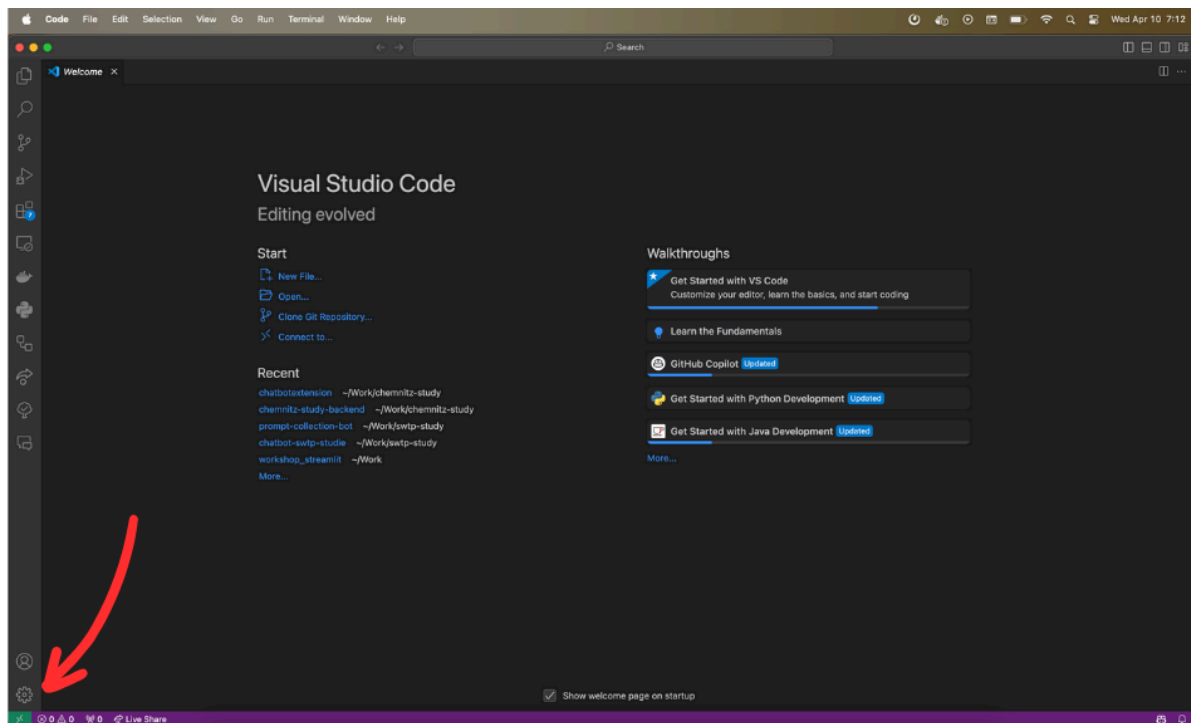 Code File Edit Selection View Go Run Terminal Window Help Wed Apr 10 7:12
Search
Welcome
7
Visual Studio Code
Editing evolved
Start
New File...
Open...
Clone Git Repository...
Connect to...
Recent
chatbotextension ~/Work/chemnitz-study
chemnitz-study-backend ~/Work/chemnitz-study
prompt-collection-bot ~/Work/swtp-study
chatbot-swtp-studie ~/Work/swtp-study
workshop_streamlit ~/Work
More...
Walkthroughs
Get Started with VS Code
Customize your editor, learn the basics, and start coding
Learn the Fundamentals
GitHub Copilot Updated
Get Started with Python Development Updated
Get Started with Java Development Updated
More...
Show welcome page on startup
0 0 0 Live Share